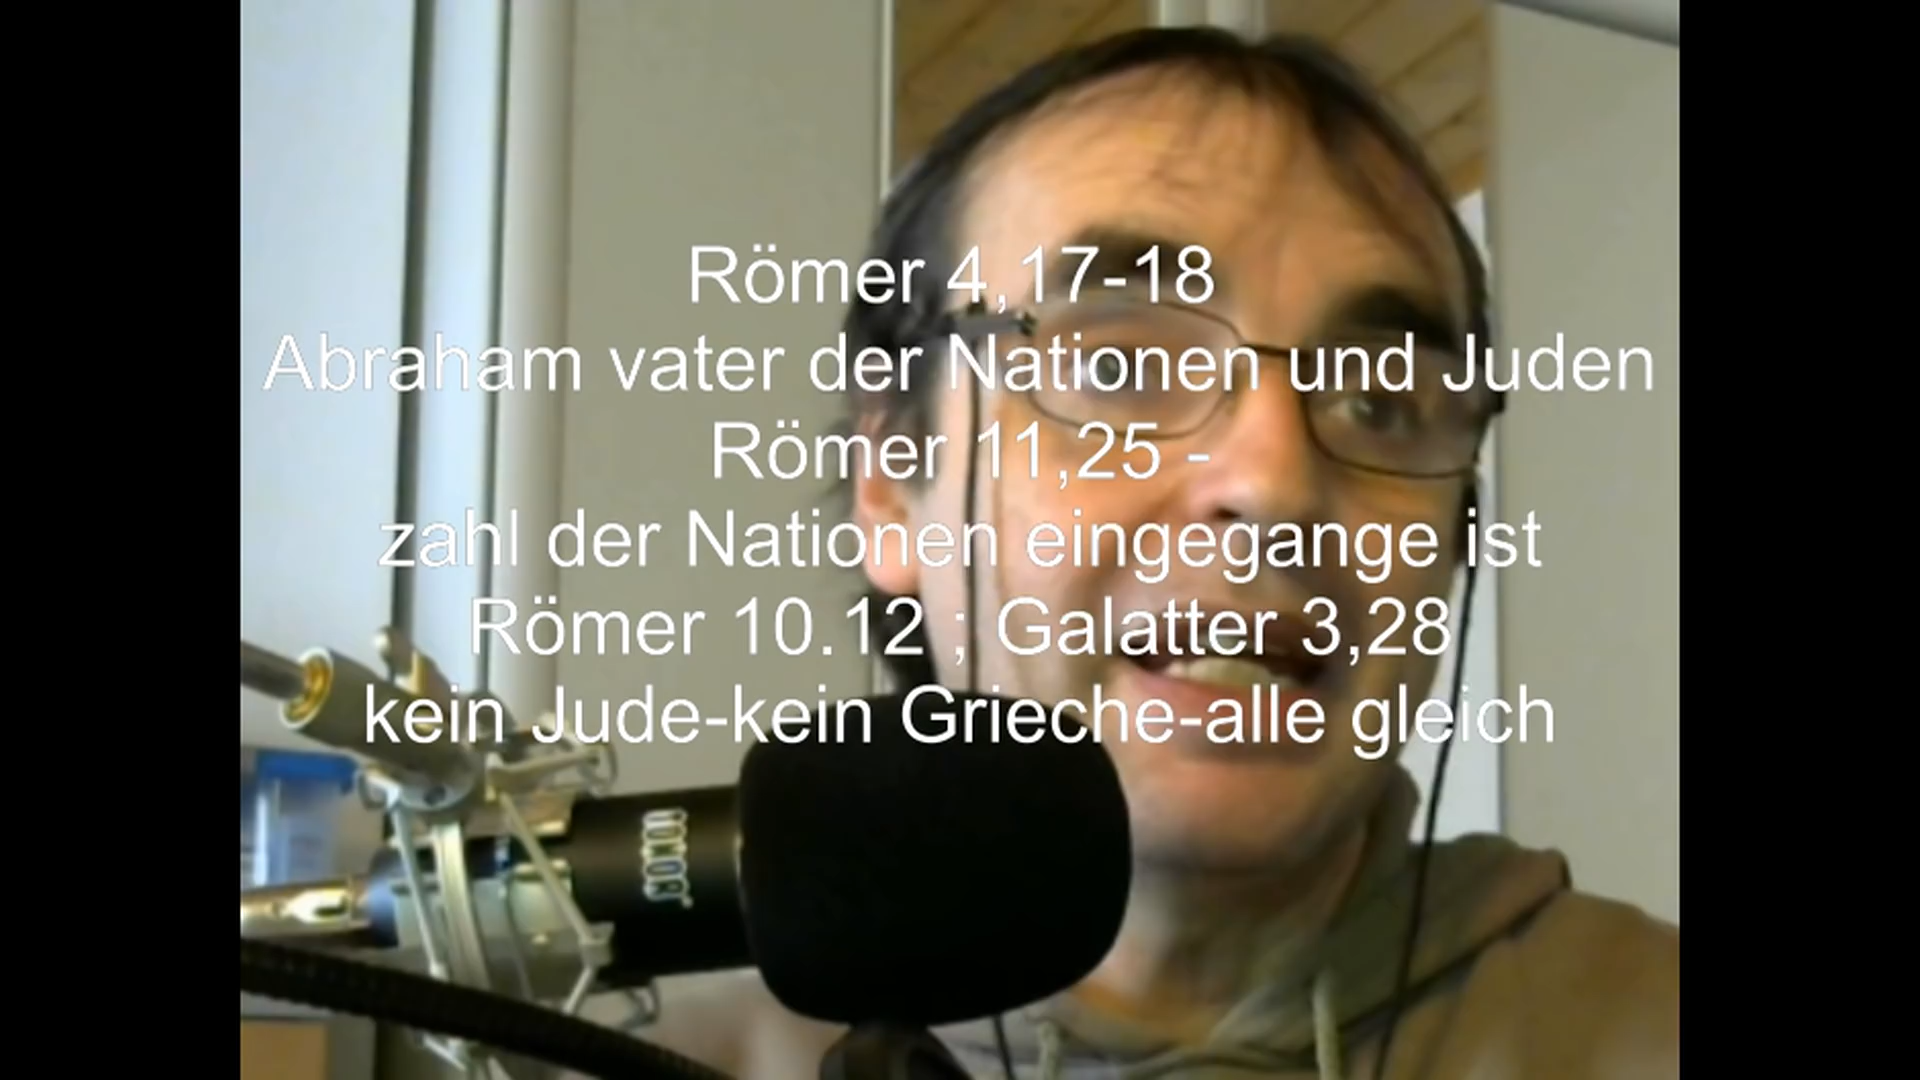 Römer 4,17-18
Abraham vater der Nationen und Juden
Römer 11,25 -
zahl der Nationen eingegange ist
Römer 10.12 ; Galatter 3,28
kein Jude-kein Grieche-alle gleich